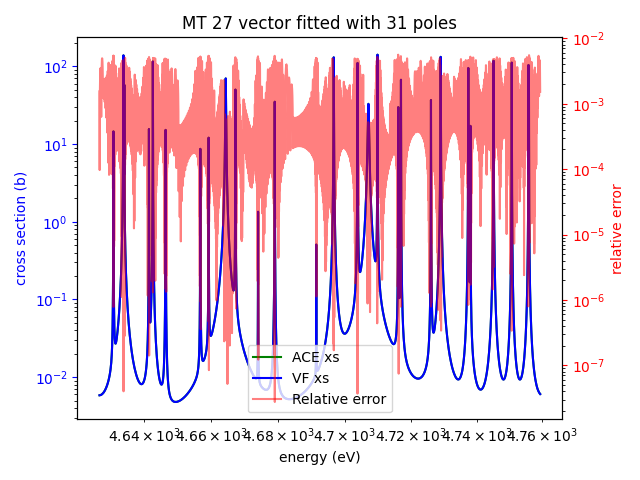 MT 27 vector fitted with 31 poles
cross section (b)
10²
10¹
10⁰
10⁻¹
10⁻²
10⁻²
10⁻³
10⁻⁴
10⁻⁵
10⁻⁶
10⁻⁷
relative error
ACE xs
VF xs
Relative error
4.64 × 10³ 4.66 × 10³ 4.68 × 10³ 4.7 × 10³ 4.72 × 10³ 4.74 × 10³ 4.76 × 10³
energy (eV)